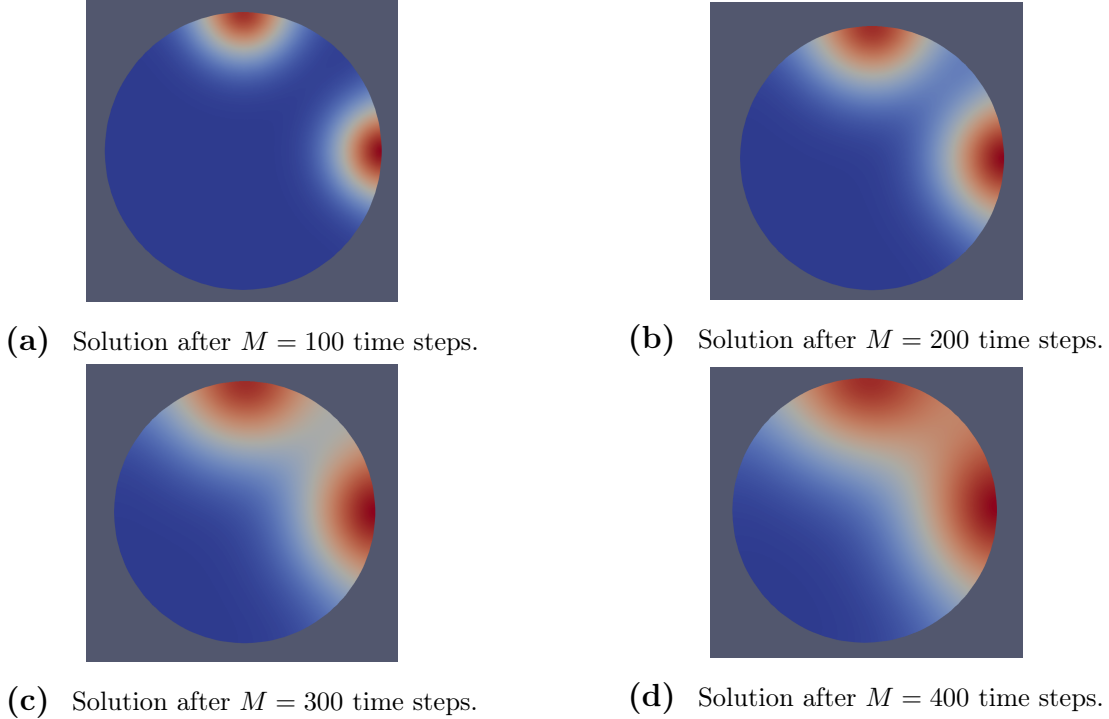 (a) Solution after M = 100 time steps.
(b) Solution after M = 200 time steps.
(c) Solution after M = 300 time steps.
(d) Solution after M = 400 time steps.